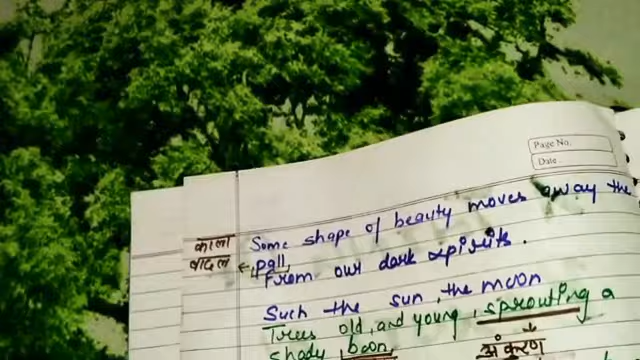 Page No.
Date
Some shape of beauty moves away the
काला
बादल ← pall
From our dark spirits.
Such the sun, the moon
Trees old, and young, sprouting a
shady boon
अंकरण